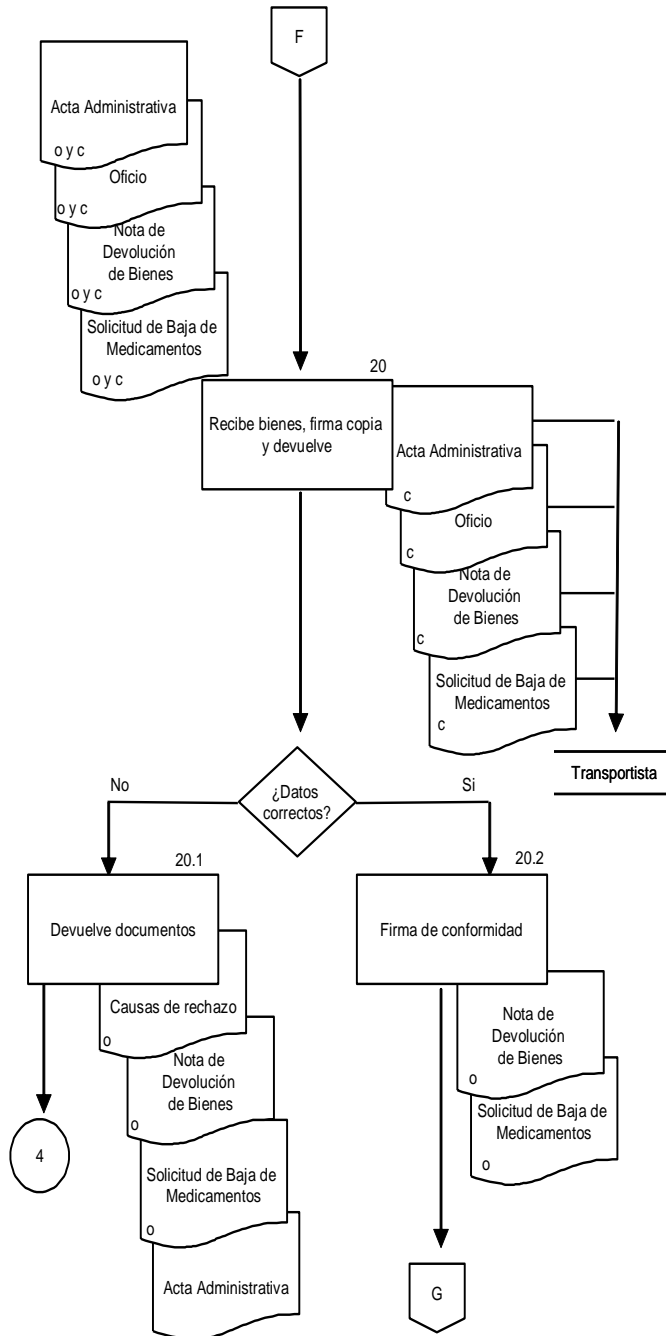 F
Acta Administrativa
o y c
Oficio
o y c
Nota de
Devolución
de Bienes
o y c
Solicitud de Baja de
Medicamentos
o y c
20
Recibe bienes, firma copia
y devuelve
Acta Administrativa
c
Oficio
c
Nota de
Devolución
de Bienes
c
Solicitud de Baja de
Medicamentos
c
Transportista
¿Datos
correctos?
No
Si
20.1
Devuelve documentos
Causas de rechazo
o
Nota de
Devolución
de Bienes
o
Solicitud de Baja de
Medicamentos
o
Acta Administrativa
4
20.2
Firma de conformidad
Nota de
Devolución
de Bienes
o
Solicitud de Baja de
Medicamentos
o
G